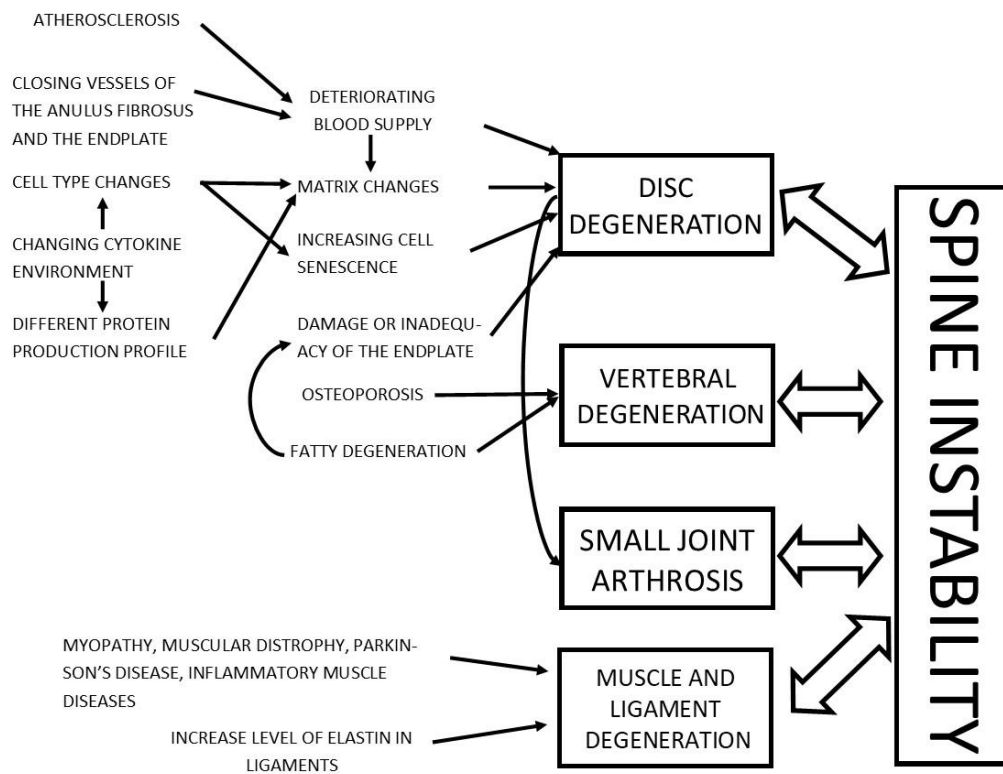 ATHEROSCLEROSIS
CLOSING VESSELS OF
THE ANULUS FIBROSUS
AND THE ENDPLATE
CELL TYPE CHANGES
CHANGING CYTOKINE
ENVIRONMENT
DIFFERENT PROTEIN
PRODUCTION PROFILE
DETERIORATING
BLOOD SUPPLY
MATRIX CHANGES
INCREASING CELL
SENESCENCE
DAMAGE OR INADEQU-
ACY OF THE ENDPLATE
OSTEOPOROSIS
FATTY DEGENERATION
MYOPATHY, MUSCULAR DISTROPHY, PARKIN-
SON'S DISEASE, INFLAMMATORY MUSCLE
DISEASES
INCREASE LEVEL OF ELASTIN IN
LIGAMENTS
DISC
DEGENERATION
VERTEBRAL
DEGENERATION
SMALL JOINT
ARTHROSIS
MUSCLE AND
LIGAMENT
DEGENERATION
SPINE INSTABILITY